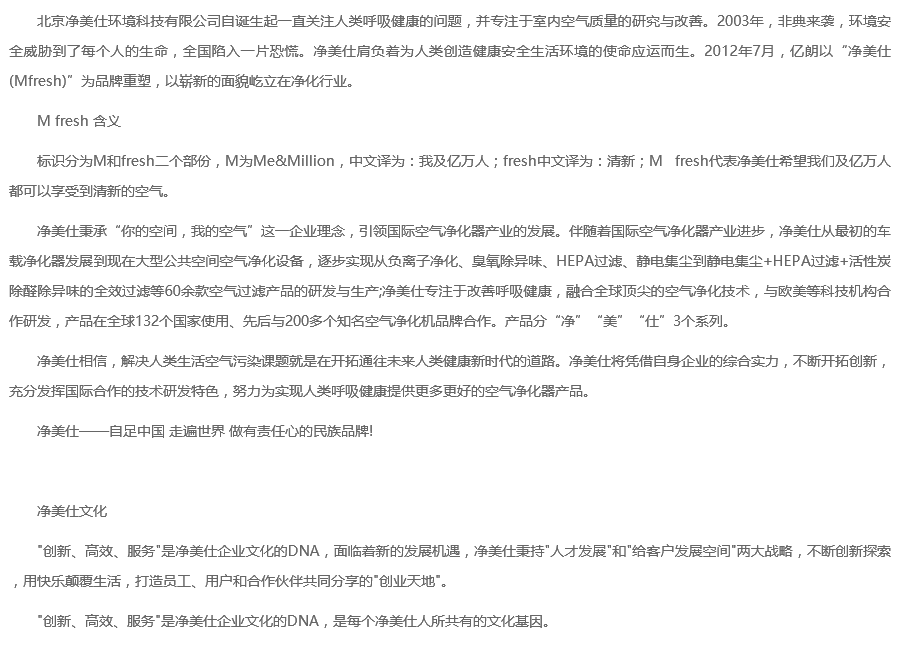 北京净美仕环境科技有限公司自诞生起一直关注人类呼吸健康的问题，并专注于室内空气质量的研究与改善。2003年，非典来袭，环境安
全威胁到了每个人的生命，全国陷入一片恐慌。净美仕肩负着为人类创造健康安全生活环境的使命应运而生。2012年7月，亿朗以“净美仕
(Mfresh)”为品牌重塑，以崭新的面貌屹立在净化行业。
M fresh 含义
标识分为M和fresh二个部份，M为Me&Million，中文译为：我及亿万人；fresh中文译为：清新；M fresh代表净美仕希望我们及亿万人
都可以享受到清新的空气。
净美仕秉承“你的空间，我的空气”这一企业理念，引领国际空气净化器产业的发展。伴随着国际空气净化器产业进步，净美仕从最初的车
载净化器发展到现在大型公共空间空气净化设备，逐步实现从负离子净化、臭氧除异味、HEPA过滤、静电集尘到静电集尘+HEPA过滤+活性炭
除醛除异味的全效过滤等60余款空气过滤产品的研发与生产;净美仕专注于改善呼吸健康，融合全球顶尖的空气净化技术，与欧美等科技机构合
作研发，产品在全球132个国家使用、先后与200多个知名空气净化机品牌合作。产品分“净”“美”“仕”3个系列。
净美仕相信，解决人类生活空气污染课题就是在开拓通往未来人类健康新时代的道路。净美仕将凭借自身企业的综合实力，不断开拓创新，
充分发挥国际合作的技术研发特色，努力为实现人类呼吸健康提供更多更好的空气净化器产品。
净美仕——自足中国 走遍世界 做有责任心的民族品牌!
净美仕文化
"创新、高效、服务"是净美仕企业文化的DNA，面临着新的发展机遇，净美仕秉持"人才发展"和"给客户发展空间"两大战略，不断创新探索
，用快乐颠覆生活，打造员工、用户和合作伙伴共同分享的"创业天地"。
"创新、高效、服务"是净美仕企业文化的DNA，是每个净美仕人所共有的文化基因。